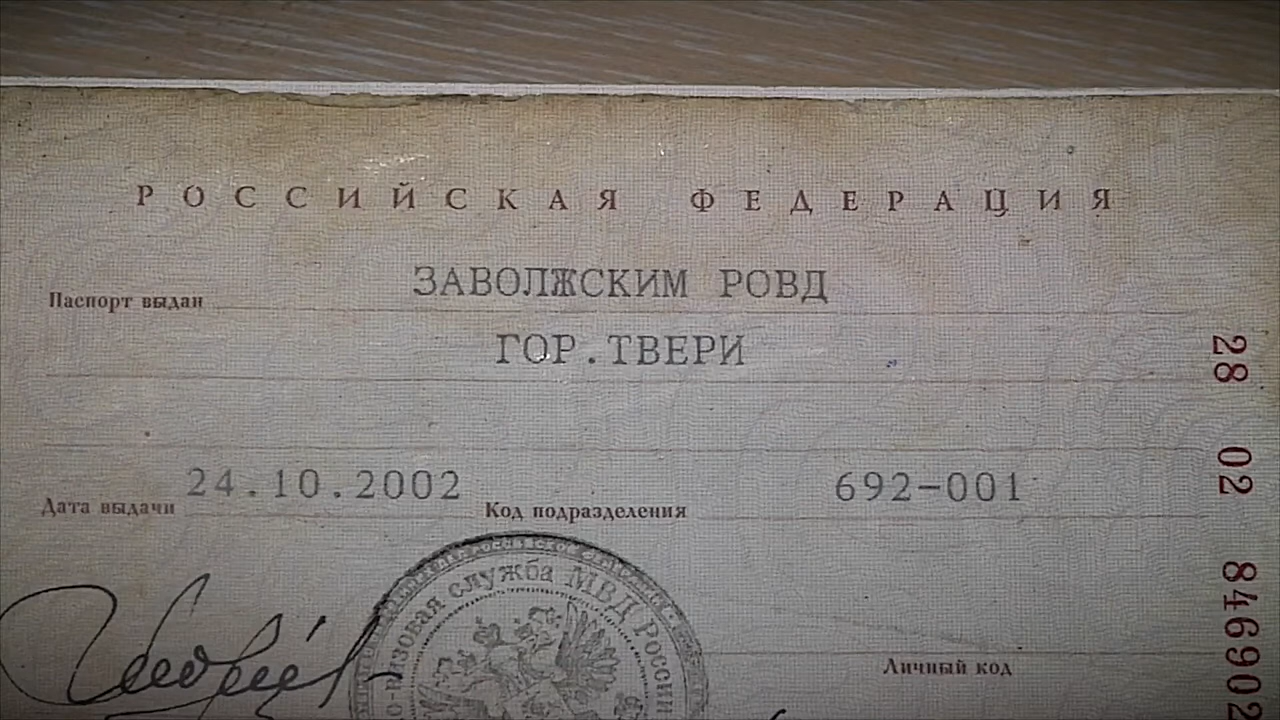 РОССИЙСКАЯ ФЕДЕРАЦИЯ
Паспорт выдан ЗАВОЛЖСКИМ РОВД
ГОР.ТВЕРИ
Дата выдачи 24.10.2002 Код подразделения 692-001
Личный код
служба МВД России
28 02 846902